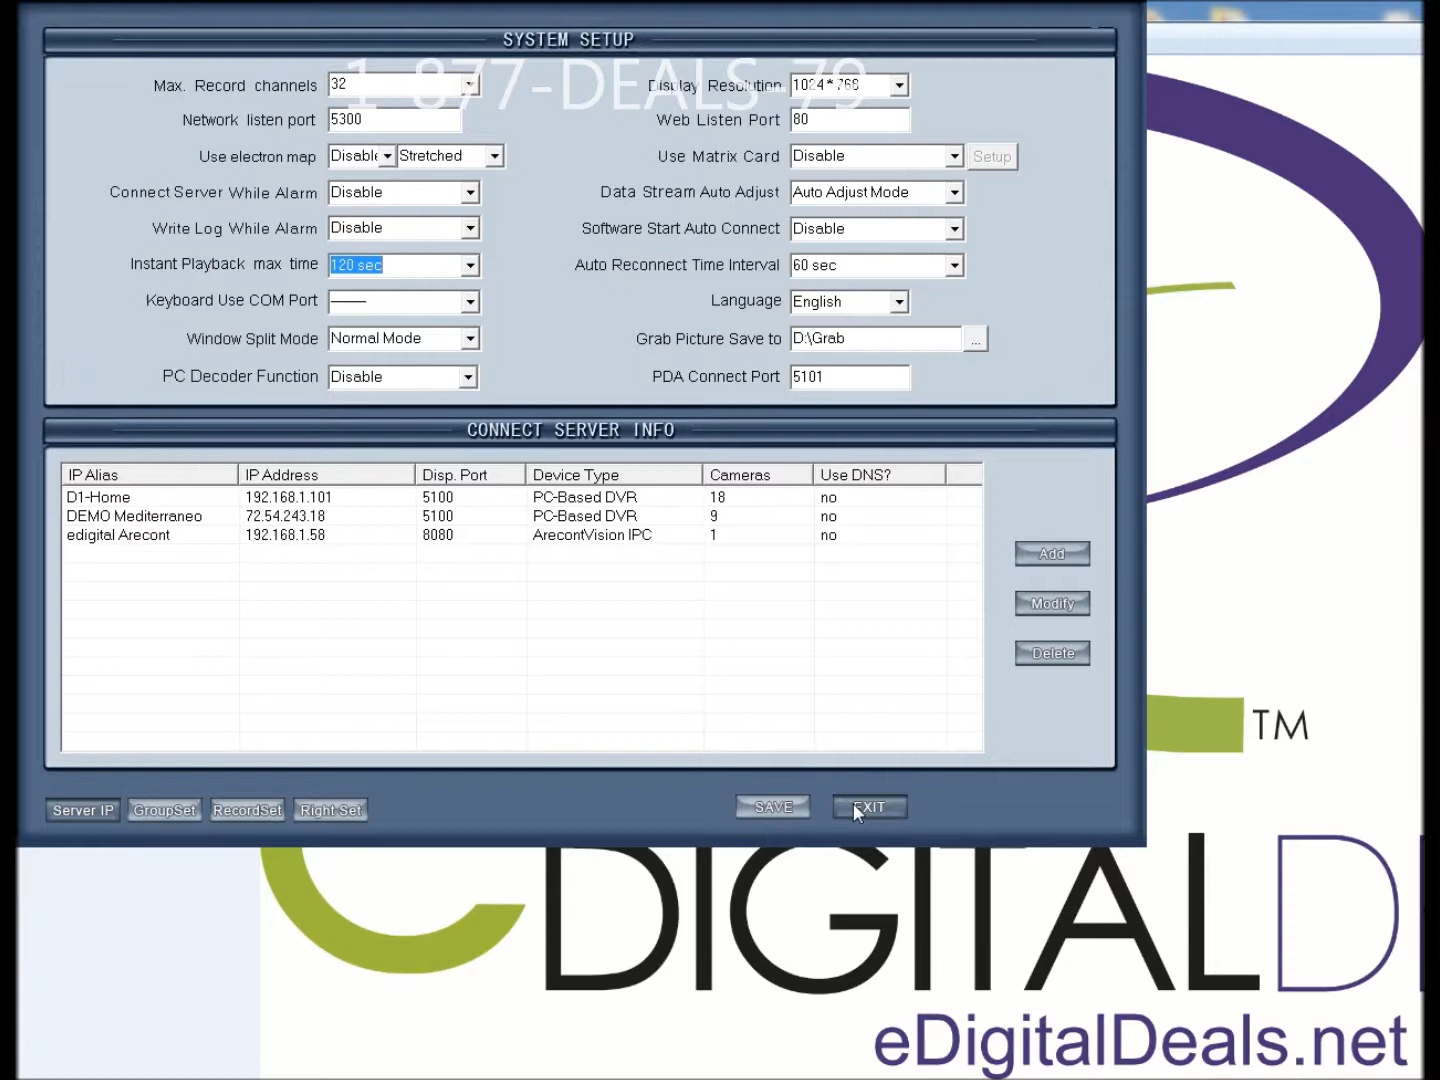 SYSTEM SETUP
1-877-DEALS-79
Max. Record channels 32 Display Resolution 1024*768
Network listen port 5300 Web Listen Port 80
Use electron map Disable Stretched Use Matrix Card Disable Setup
Connect Server While Alarm Disable Data Stream Auto Adjust Auto Adjust Mode
Write Log While Alarm Disable Software Start Auto Connect Disable
Instant Playback max time 120 sec Auto Reconnect Time Interval 60 sec
Keyboard Use COM Port —— Language English
Window Split Mode Normal Mode Grab Picture Save to D:\Grab ...
PC Decoder Function Disable PDA Connect Port 5101
CONNECT SERVER INFO
IP Alias IP Address Disp. Port Device Type Cameras Use DNS?
D1-Home 192.168.1.101 5100 PC-Based DVR 18 no
DEMO Mediterraneo 72.54.243.18 5100 PC-Based DVR 9 no
edigital Arecont 192.168.1.58 8080 ArecontVision IPC 1 no
Add
Modify
Delete
Server IP GroupSet RecordSet Right Set SAVE EXIT
TM
DIGITALD
eDigitalDeals.net